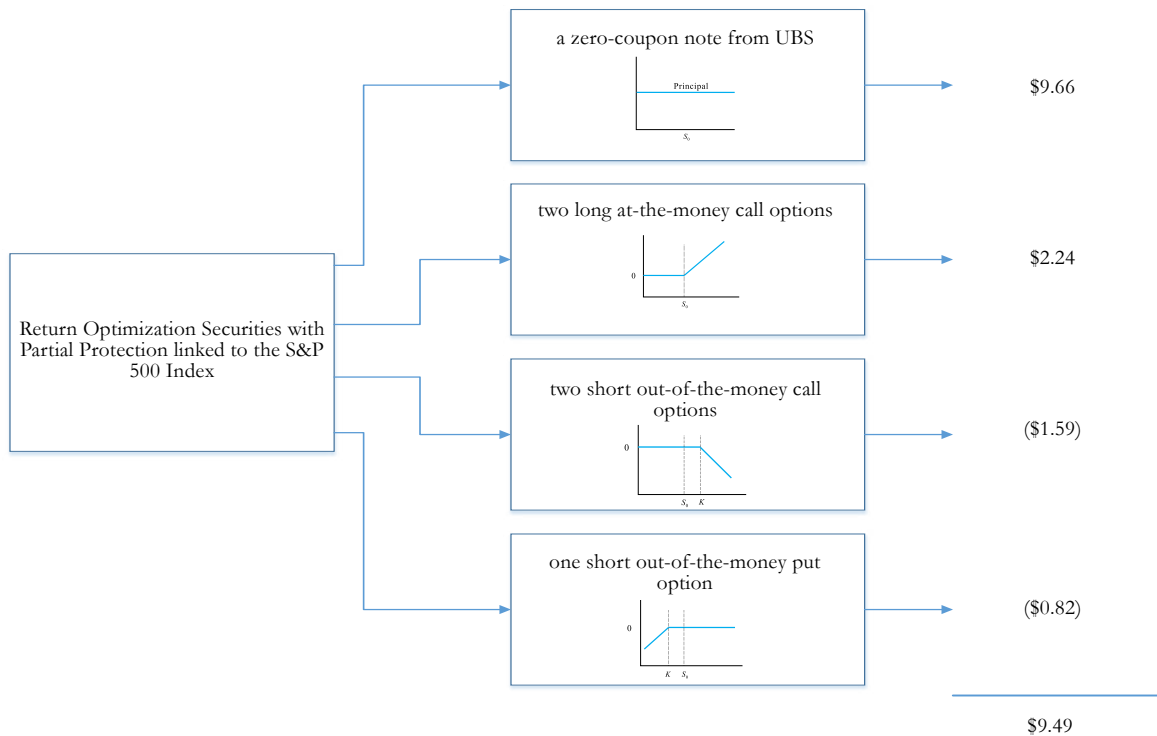 a zero-coupon note from UBS
Principal
S₀
$9.66
two long at-the-money call options
0
S₀
$2.24
Return Optimization Securities with
Partial Protection linked to the S&P
500 Index
two short out-of-the-money call
options
0
S₀ K
($1.59)
one short out-of-the-money put
option
0
K S₀
($0.82)
$9.49